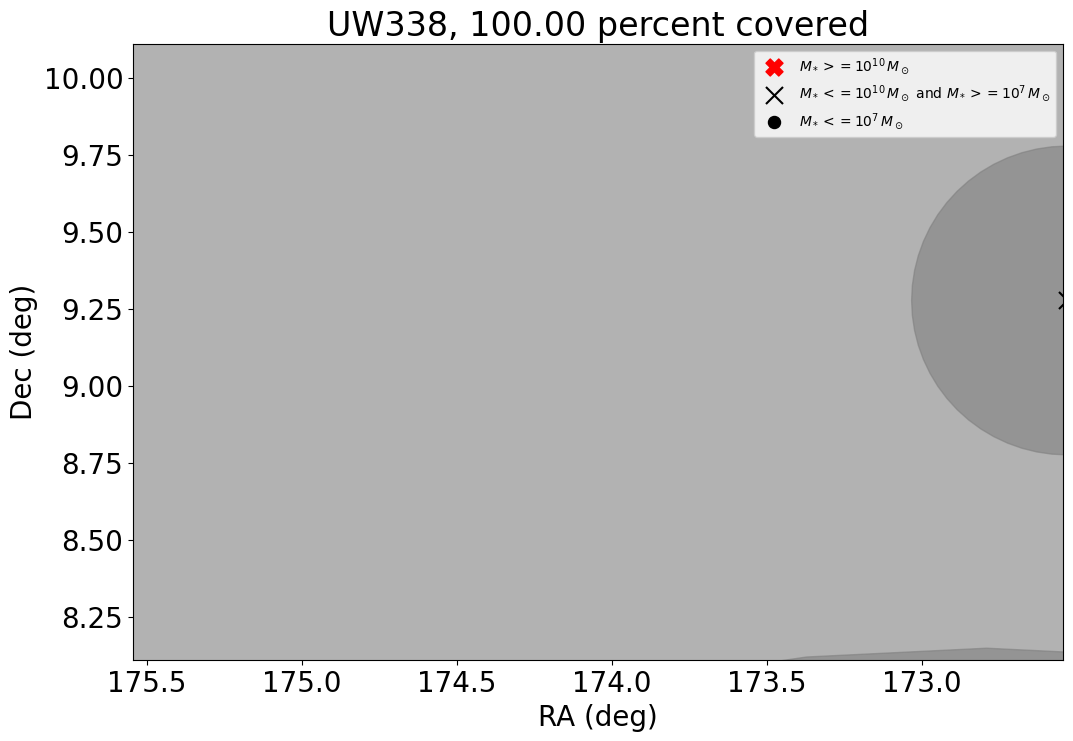 UW338, 100.00 percent covered
M* >= 10^10 M⊙
M* <= 10^10 M⊙ and M* >= 10^7 M⊙
M* <= 10^7 M⊙
10.00
9.75
9.50
9.25
9.00
8.75
8.50
8.25
Dec (deg)
175.5 175.0 174.5 174.0 173.5 173.0
RA (deg)